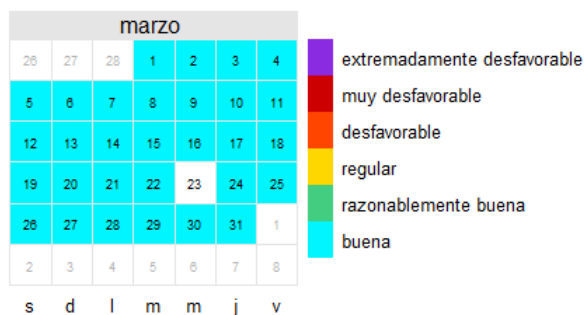 marzo
26 27 28 1 2 3 4
5 6 7 8 9 10 11
12 13 14 15 16 17 18
19 20 21 22 23 24 25
26 27 28 29 30 31 1
2 3 4 5 6 7 8
s d l m m j v
extremadamente desfavorable
muy desfavorable
desfavorable
regular
razonablemente buena
buena